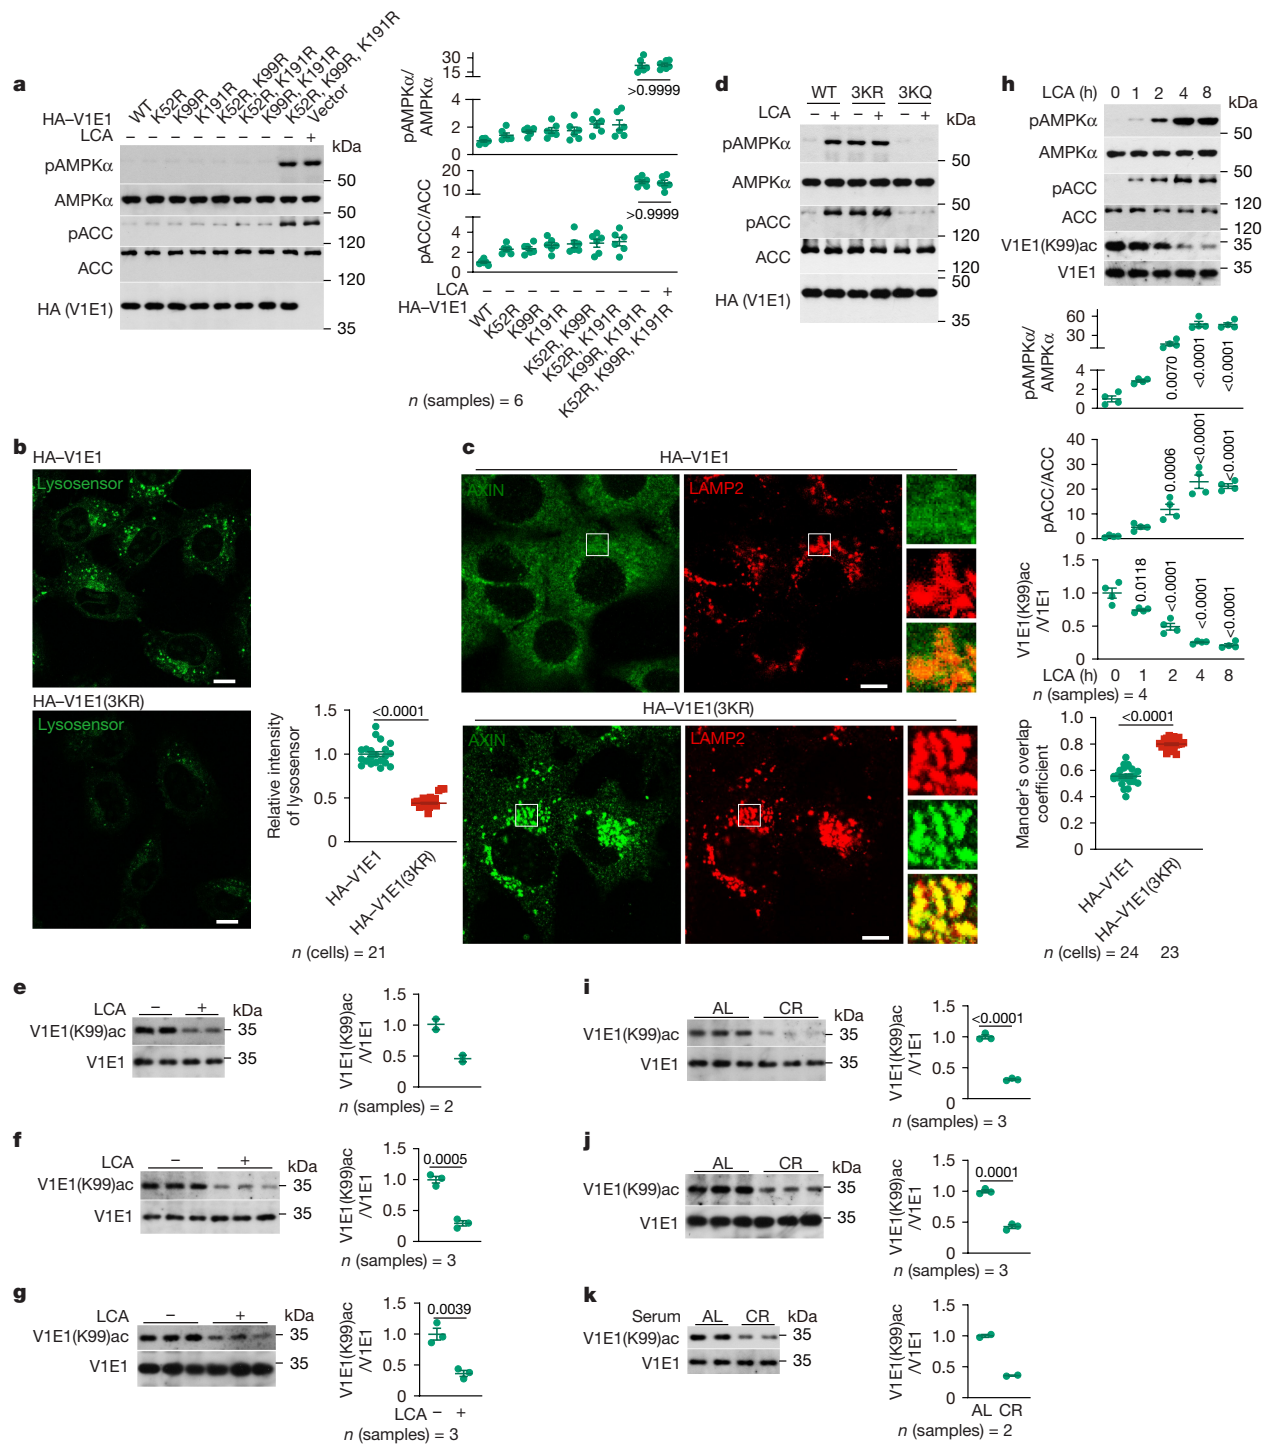 a
HA–V1E1
WT
K52R
K99R
K191R
K52R, K99R
K52R, K191R
K99R, K191R
K52R, K99R, K191R
Vector
LCA – – – – – – – – +
kDa
pAMPKα
50
AMPKα
50
pACC
120
ACC
120
HA (V1E1)
35
pAMPKα/
AMPKα
30
15
4
2
0
>0.9999
pACC/ACC
20
10
4
2
0
>0.9999
LCA – – – – – – – – +
HA–V1E1
WT
K52R
K99R
K191R
K52R, K99R
K52R, K191R
K99R, K191R
K52R, K99R, K191R
n (samples) = 6
b
HA–V1E1
Lysosensor
HA–V1E1(3KR)
Lysosensor
Relative intensity
of lysosensor
1.5
1.0
0.5
0
<0.0001
HA–V1E1
HA–V1E1(3KR)
n (cells) = 21
c
HA–V1E1
AXIN
LAMP2
HA–V1E1(3KR)
AXIN
LAMP2
Mander's overlap
coefficient
1.0
0.8
0.6
0.4
0.2
0
<0.0001
HA–V1E1
HA–V1E1(3KR)
n (cells) = 24 23
d
WT 3KR 3KQ
LCA – + – + – +
kDa
pAMPKα
50
AMPKα
50
pACC
120
ACC
120
50
HA (V1E1)
35
h
LCA (h) 0 1 2 4 8
kDa
pAMPKα
50
AMPKα
50
pACC
120
ACC
120
V1E1(K99)ac 35
V1E1 35
pAMPKα/
AMPKα
60
30
4
2
0
0.0070
<0.0001
<0.0001
pACC/ACC
40
30
20
10
0
0.0006
<0.0001
<0.0001
V1E1(K99)ac
/V1E1
1.5
1.0
0.5
0
0.0118
<0.0001
<0.0001
<0.0001
LCA (h) 0 1 2 4 8
n (samples) = 4
e
LCA – + kDa
V1E1(K99)ac 35
V1E1 35
V1E1(K99)ac
/V1E1
1.5
1.0
0.5
0
n (samples) = 2
f
LCA – + kDa
V1E1(K99)ac 35
V1E1 35
V1E1(K99)ac
/V1E1
1.5
1.0
0.5
0
0.0005
n (samples) = 3
g
LCA – + kDa
V1E1(K99)ac 35
V1E1 35
V1E1(K99)ac
/V1E1
1.5
1.0
0.5
0
0.0039
LCA – +
n (samples) = 3
i
AL CR kDa
V1E1(K99)ac 35
V1E1 35
V1E1(K99)ac
/V1E1
1.5
1.0
0.5
0
<0.0001
n (samples) = 3
j
AL CR kDa
V1E1(K99)ac 35
V1E1 35
V1E1(K99)ac
/V1E1
1.5
1.0
0.5
0
0.0001
n (samples) = 3
k
Serum AL CR kDa
V1E1(K99)ac 35
V1E1 35
V1E1(K99)ac
/V1E1
1.5
1.0
0.5
0
AL CR
n (samples) = 2